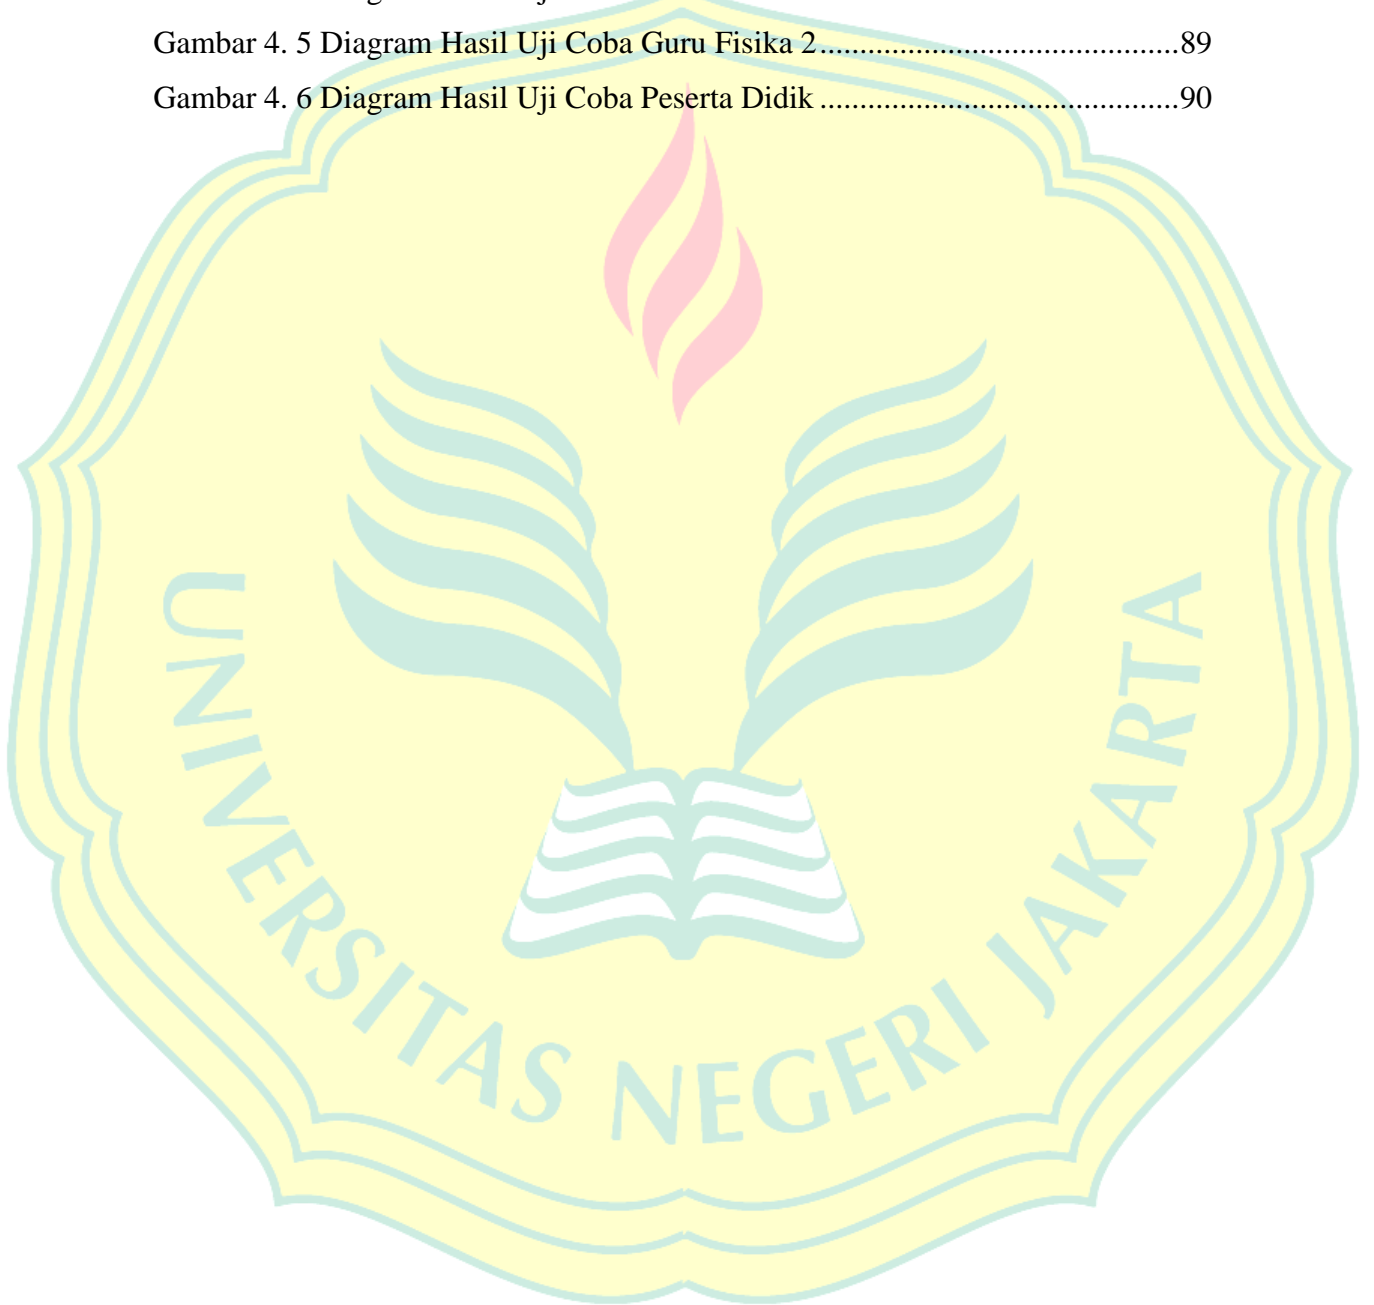 Gambar 4. 5 Diagram Hasil Uji Coba Guru Fisika 2............................................89
Gambar 4. 6 Diagram Hasil Uji Coba Peserta Didik ............................................90
UNIVERSITAS NEGERI JAKARTA